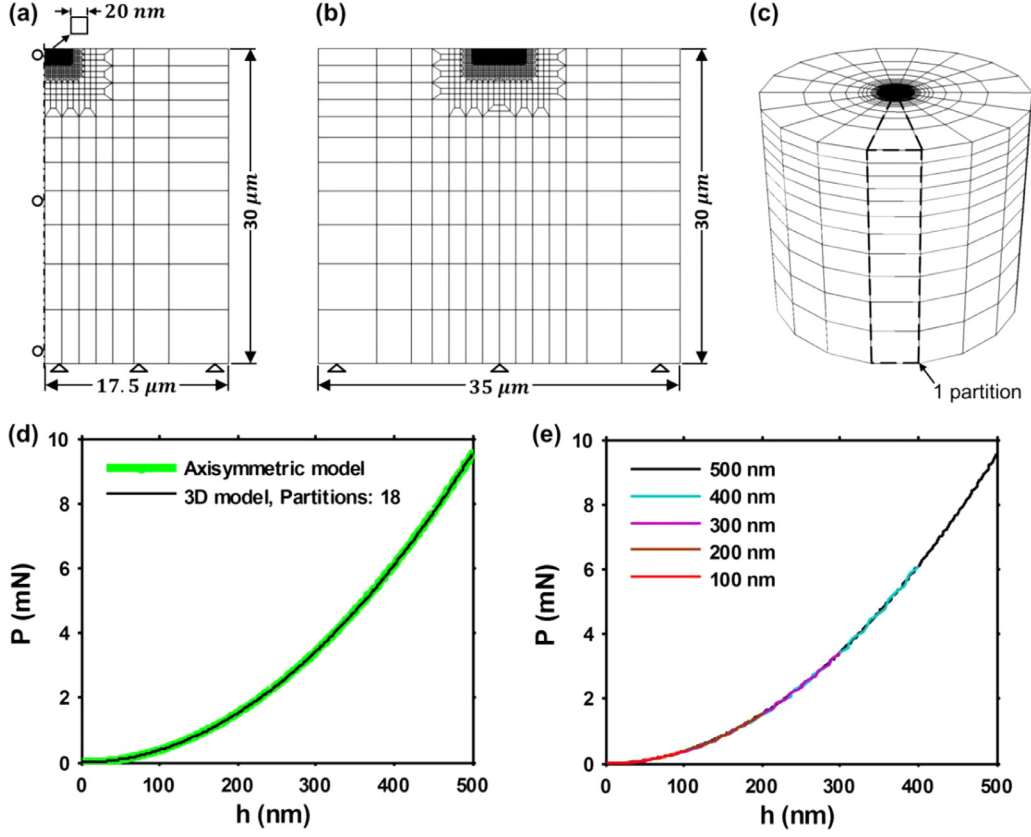 (a)
20 nm
(b)
(c)
30 μm
30 μm
17.5 μm
35 μm
1 partition
(d)
10
8
6
4
2
0
P (mN)
Axisymmetric model
3D model, Partitions: 18
0 100 200 300 400 500
h (nm)
(e)
10
8
6
4
2
0
P (mN)
500 nm
400 nm
300 nm
200 nm
100 nm
0 100 200 300 400 500
h (nm)